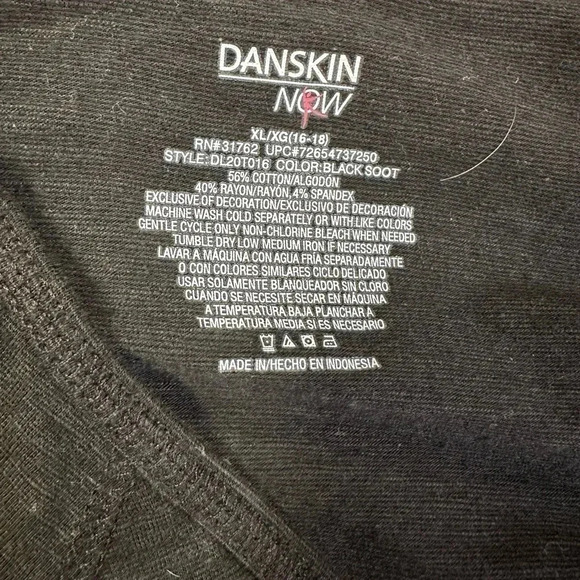 DANSKIN
NOW
XL/XG(16-18)
RN#31762 UPC#72654737250
STYLE: DL20T016 COLOR:BLACK SOOT
56% COTTON/ALGODÓN
40% RAYON/RAYÓN, 4% SPANDEX
EXCLUSIVE OF DECORATION/EXCLUSIVO DE DECORACIÓN
MACHINE WASH COLD SEPARATELY OR WITH LIKE COLORS
GENTLE CYCLE ONLY NON-CHLORINE BLEACH WHEN NEEDED
TUMBLE DRY LOW MEDIUM IRON IF NECESSARY
LAVAR A MÁQUINA CON AGUA FRÍA SEPARADAMENTE
O CON COLORES SIMILARES CICLO DELICADO
USAR SOLAMENTE BLANQUEADOR SIN CLORO
CUANDO SE NECESITE SECAR EN MÁQUINA
A TEMPERATURA BAJA PLANCHAR A
TEMPERATURA MEDIA SÍ ES NECESARIO
MADE IN/HECHO EN INDONESIA